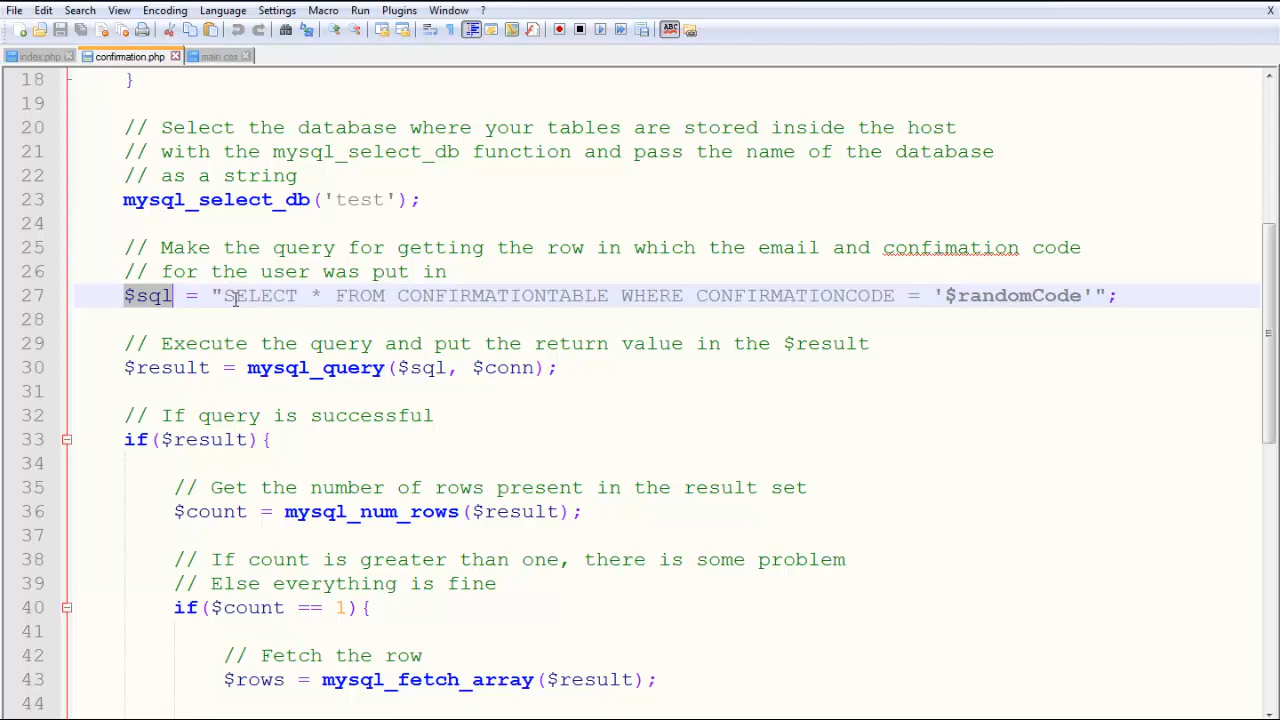 File Edit Search View Encoding Language Settings Macro Run Plugins Window ? X
index.php confirmation.php main.css
18 }
19
20 // Select the database where your tables are stored inside the host
21 // with the mysql_select_db function and pass the name of the database
22 // as a string
23 mysql_select_db('test');
24
25 // Make the query for getting the row in which the email and confimation code
26 // for the user was put in
27 $sql = "SELECT * FROM CONFIRMATIONTABLE WHERE CONFIRMATIONCODE = '$randomCode'";
28
29 // Execute the query and put the return value in the $result
30 $result = mysql_query($sql, $conn);
31
32 // If query is successful
33 if($result){
34
35 // Get the number of rows present in the result set
36 $count = mysql_num_rows($result);
37
38 // If count is greater than one, there is some problem
39 // Else everything is fine
40 if($count == 1){
41
42 // Fetch the row
43 $rows = mysql_fetch_array($result);
44